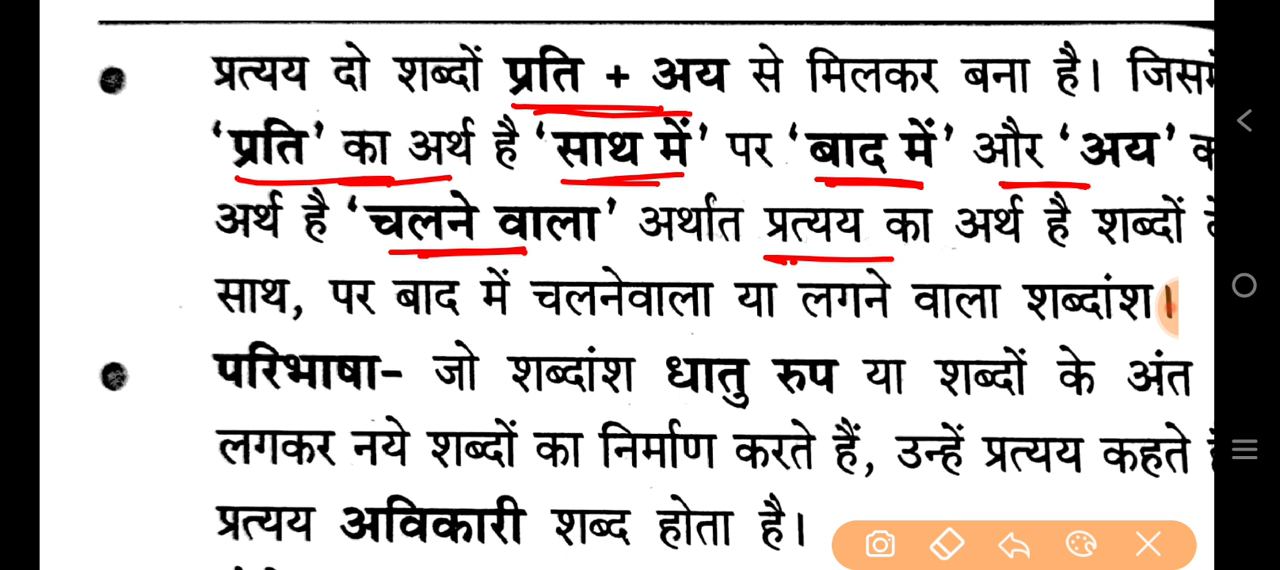 प्रत्यय दो शब्दों प्रति + अय से मिलकर बना है। जिसमें
‘प्रति’ का अर्थ है ‘साथ में’ पर ‘बाद में’ और ‘अय’
अर्थ है ‘चलने वाला’ अर्थात प्रत्यय का अर्थ है शब्दों
साथ, पर बाद में चलनेवाला या लगने वाला शब्दांश।
परिभाषा- जो शब्दांश धातु रुप या शब्दों के अंत
लगकर नये शब्दों का निर्माण करते हैं, उन्हें प्रत्यय कहते
प्रत्यय अविकारी शब्द होता है।